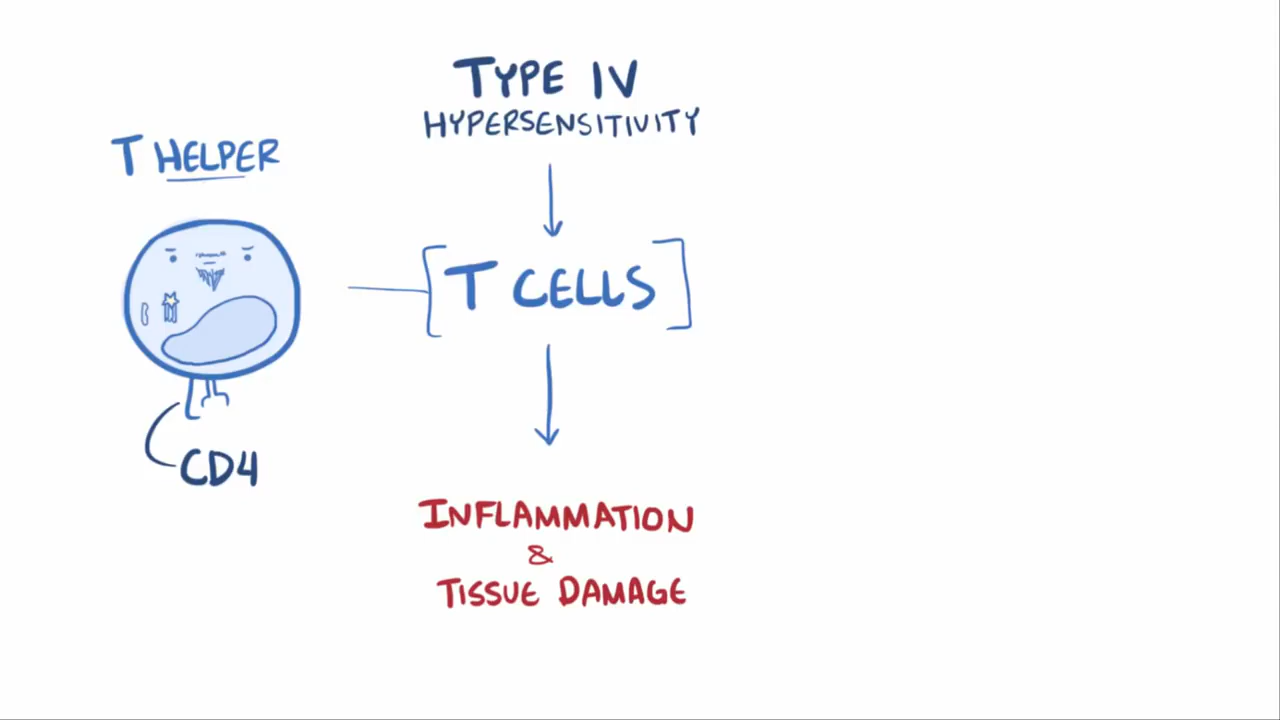 TYPE IV
HYPERSENSITIVITY
T HELPER
T CELLS
CD4
INFLAMMATION
&
TISSUE DAMAGE